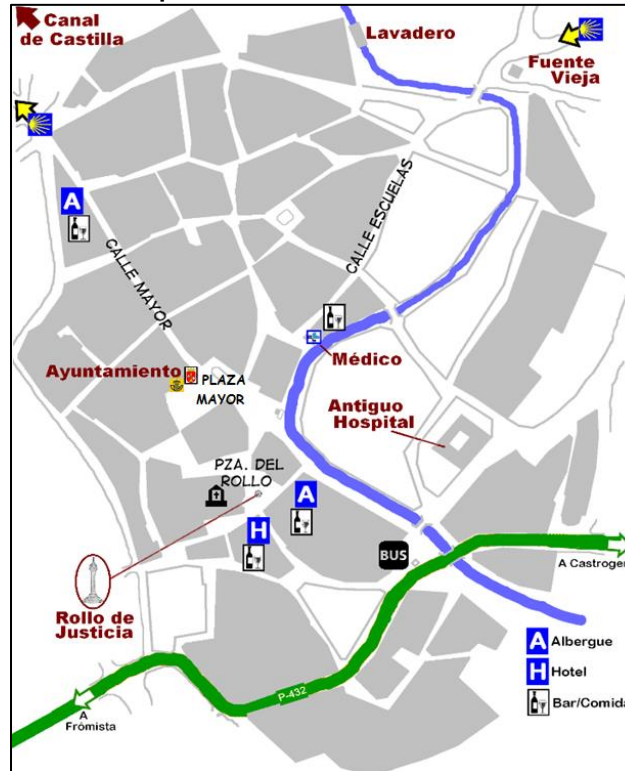 Canal
de Castilla
Lavadero
Fuente
Vieja
A
CALLE MAYOR
CALLE ESCUELAS
Médico
Ayuntamiento
PLAZA
MAYOR
Antiguo
Hospital
PZA. DEL
ROLLO
A
H
BUS
A Castroger
Rollo de
Justicia
P-432
A
Frómista
A Albergue
H Hotel
Bar/Comida